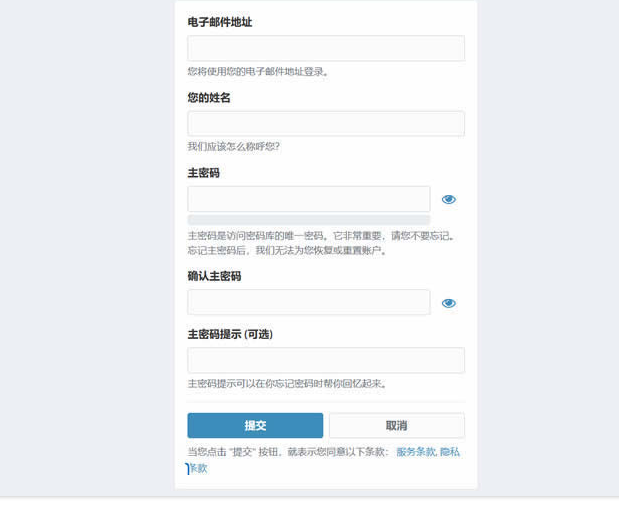 电子邮件地址
您将使用您的电子邮件地址登录。
您的姓名
我们应该怎么称呼您?
主密码
主密码是访问密码库的唯一密码。它非常重要，请您不要忘记。
忘记主密码后，我们无法为您恢复或重置账户。
确认主密码
主密码提示 (可选)
主密码提示可以在你忘记密码时帮你回忆起来。
提交 取消
当您点击 "提交" 按钮，就表示您同意以下条款： 服务条款, 隐私
条款